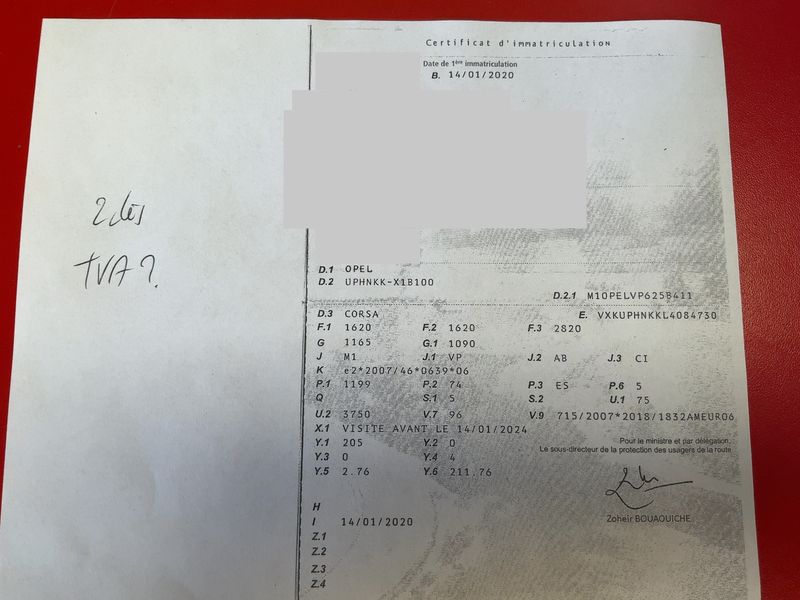 Certificat d'immatriculation
Date de 1ère immatriculation
B. 14/01/2020
2 clés
TVA ?
D.1 OPEL
D.2 UPHNKK-X1B100
D.2.1 M10PELVP625B411
D.3 CORSA E. VXKUPHNKKL4084730
F.1 1620 F.2 1620 F.3 2820
G 1165 G.1 1090
J M1 J.1 VP J.2 AB J.3 CI
K e2*2007/46*0639*06
P.1 1199 P.2 74 P.3 ES P.6 5
Q S.1 5 S.2 U.1 75
U.2 3750 V.7 96 V.9 715/2007*2018/1832AMEURO6
X.1 VISITE AVANT LE 14/01/2024
Y.1 205 Y.2 0
Y.3 0 Y.4 4
Y.5 2.76 Y.6 211.76
Pour le ministre et par délégation,
Le sous-directeur de la protection des usagers de la route
Zoheir BOUAOUICHE
H
I 14/01/2020
Z.1
Z.2
Z.3
Z.4